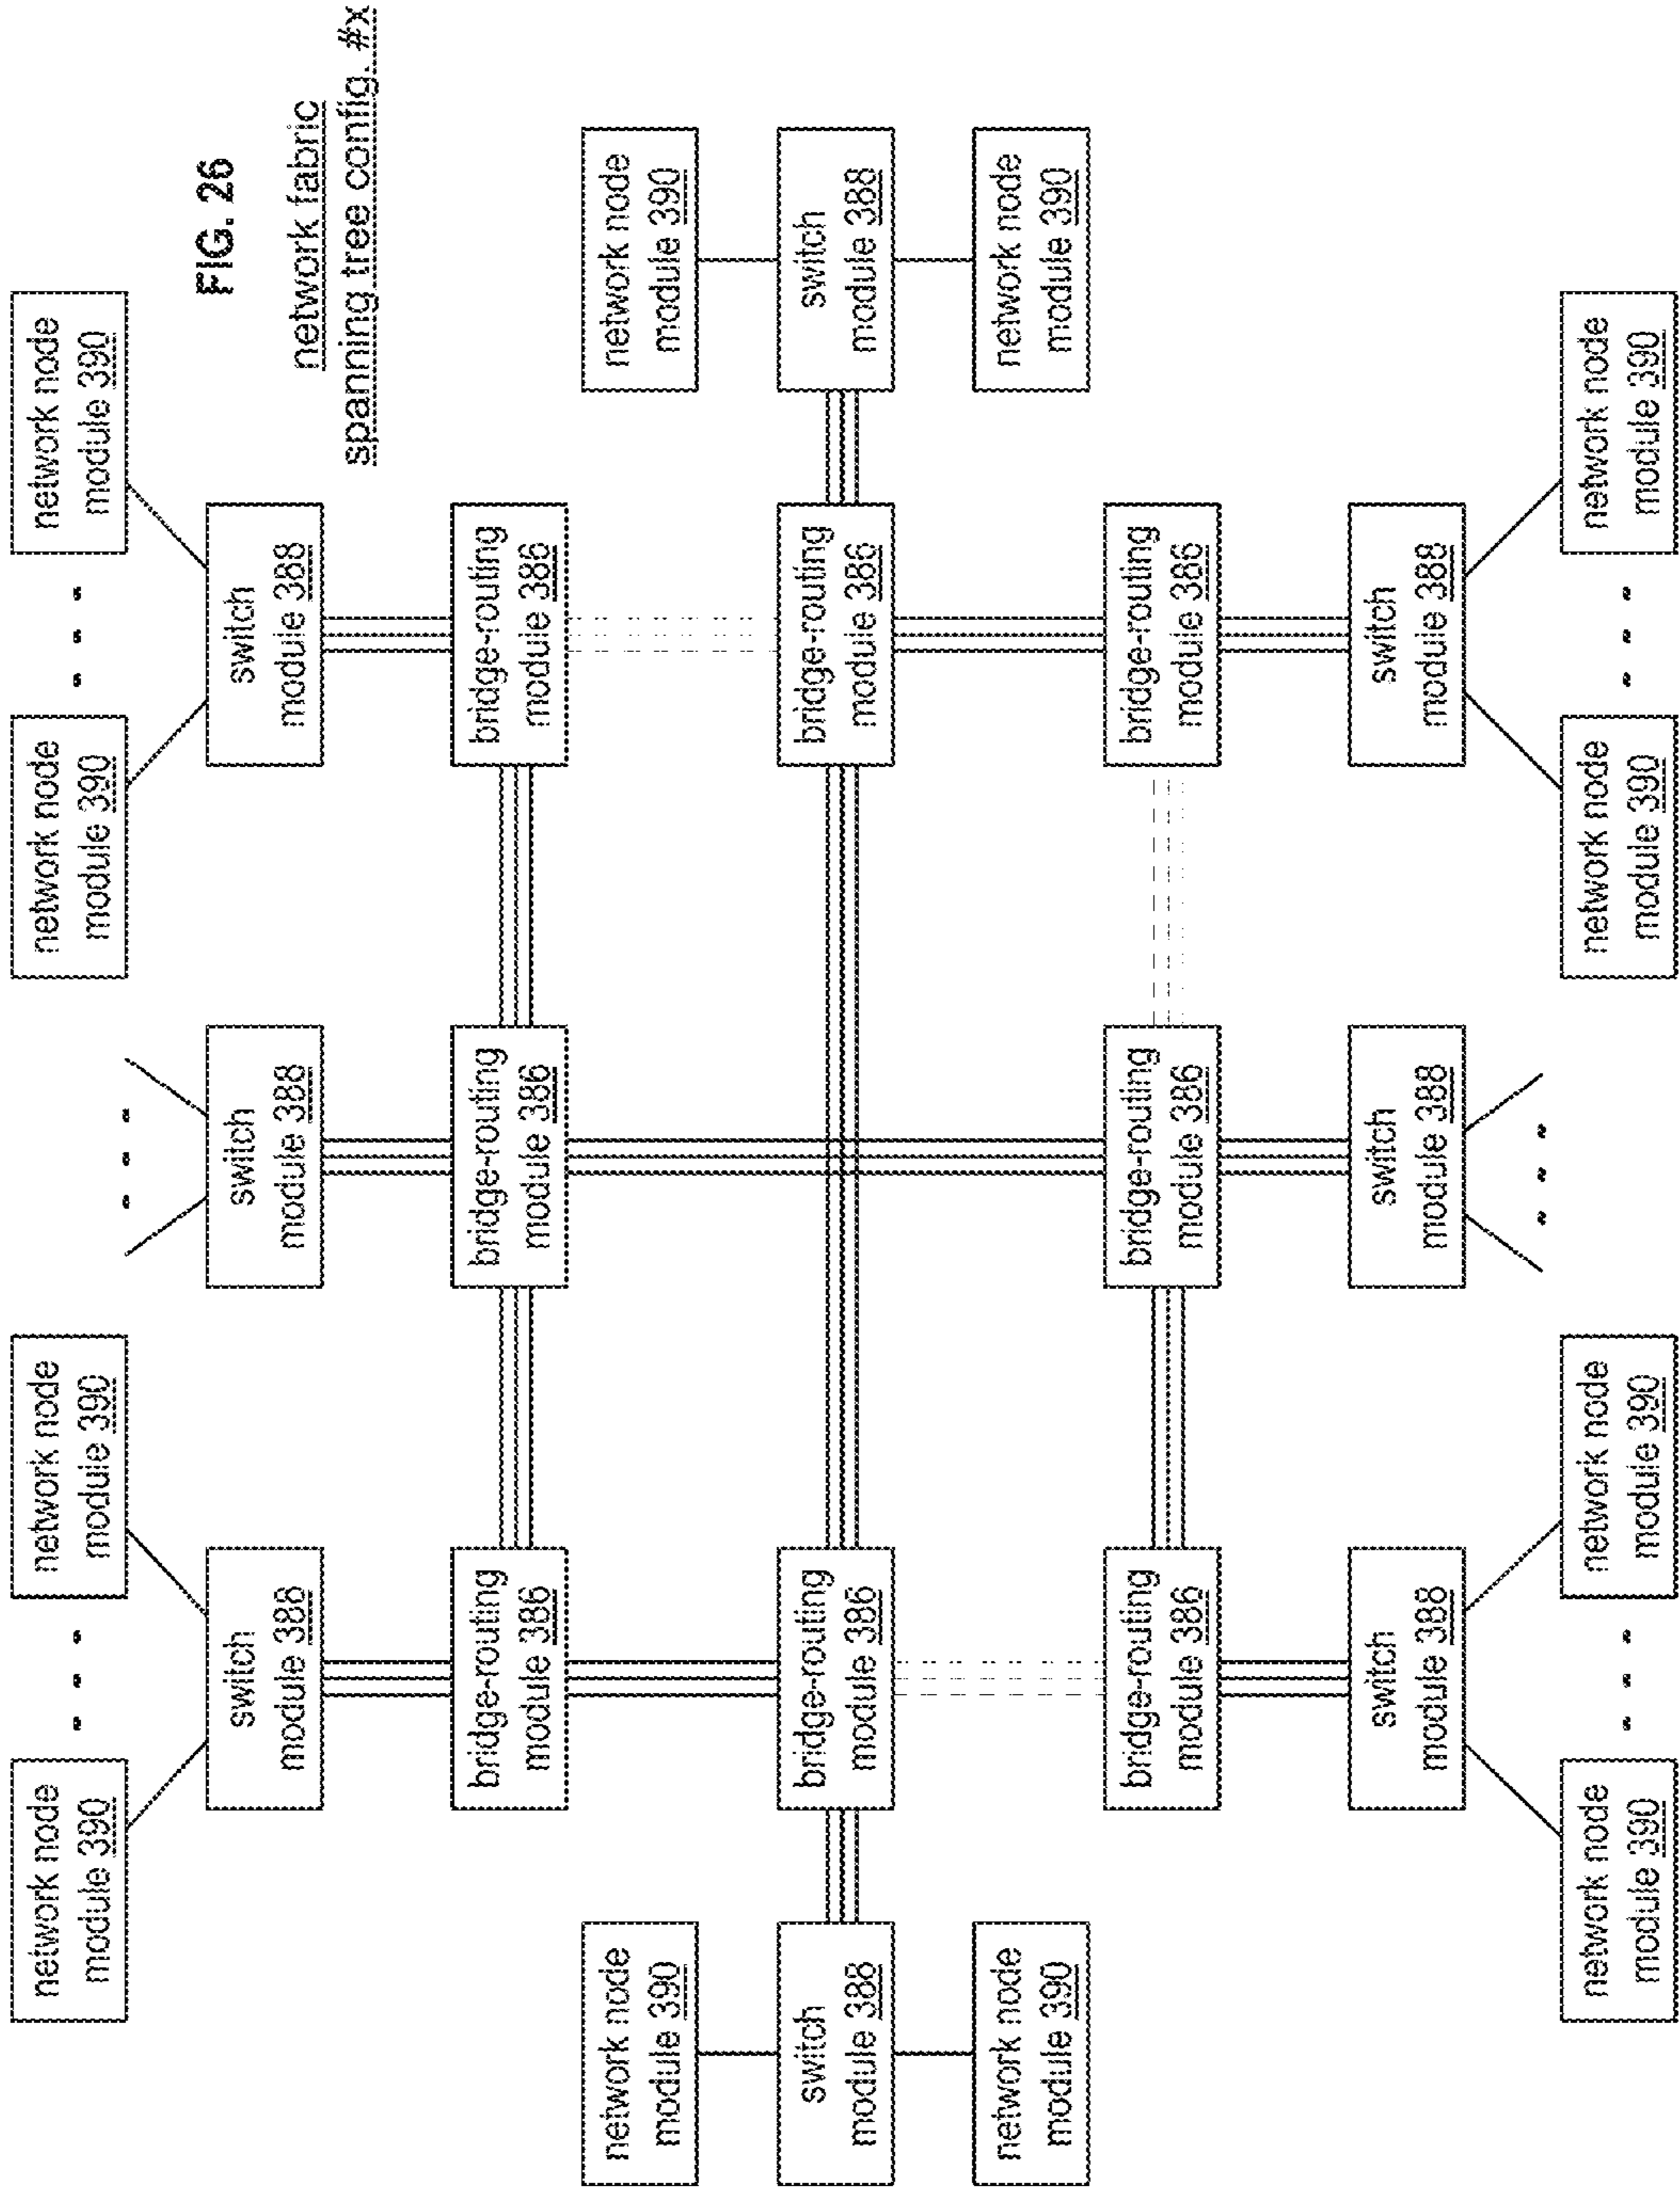 network node
module 390
network node
module 390
network node
module 390
network node
module 390
FIG. 26
network fabric
spanning tree config. #x
switch
module 388
switch
module 388
switch
module 388
bridge-routing
module 386
bridge-routing
module 386
bridge-routing
module 386
network node
module 390
network node
module 390
switch
module 388
bridge-routing
module 386
bridge-routing
module 386
switch
module 388
network node
module 390
network node
module 390
bridge-routing
module 386
bridge-routing
module 386
bridge-routing
module 386
switch
module 388
switch
module 388
switch
module 388
network node
module 390
network node
module 390
network node
module 390
network node
module 390